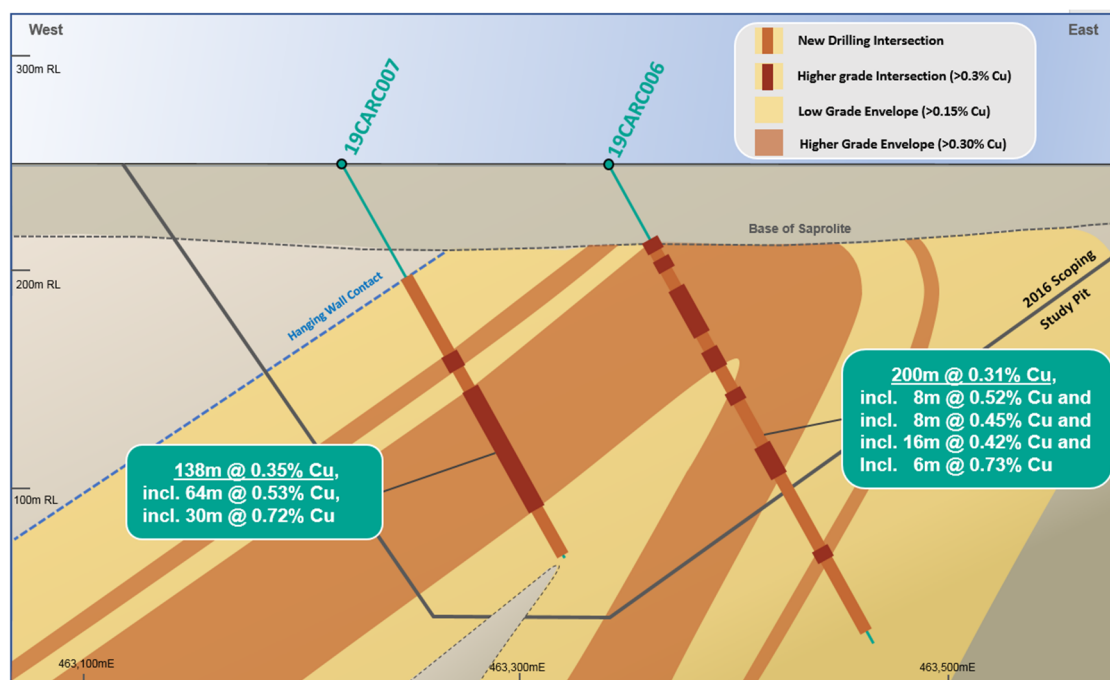 West
East
300m RL
19CARC007
19CARC006
New Drilling Intersection
Higher grade Intersection (>0.3% Cu)
Low Grade Envelope (>0.15% Cu)
Higher Grade Envelope (>0.30% Cu)
Base of Saprolite
200m RL
Hanging Wall Contact
2016 Scoping
Study Pit
200m @ 0.31% Cu,
incl. 8m @ 0.52% Cu and
incl. 8m @ 0.45% Cu and
incl. 16m @ 0.42% Cu and
Incl. 6m @ 0.73% Cu
138m @ 0.35% Cu,
incl. 64m @ 0.53% Cu,
incl. 30m @ 0.72% Cu
100m RL
463,100mE
463,300mE
463,500mE